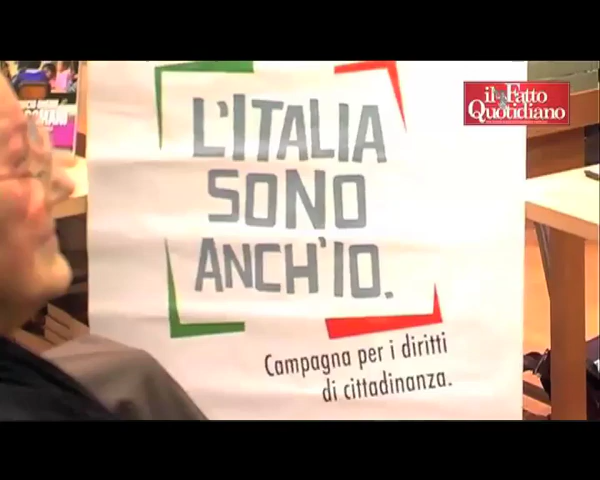 L'ITALIA
SONO
ANCH'IO.
Campagna per i diritti
di cittadinanza.
il Fatto
Quotidiano